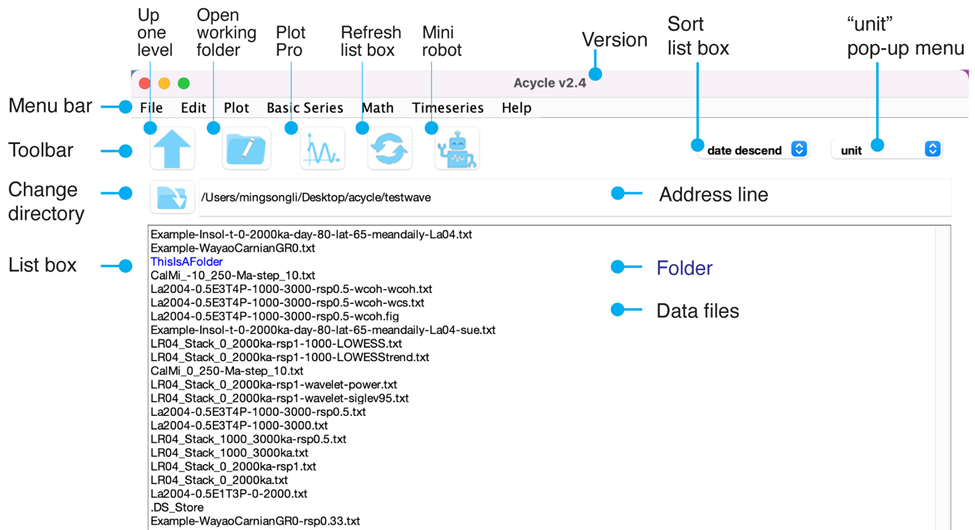 Up
one
level
Open
working
folder
Plot
Pro
Refresh
list box
Mini
robot
Version
Sort
list box
“unit”
pop-up menu
Acycle v2.4
Menu bar
File Edit Plot Basic Series Math Timeseries Help
Toolbar
date descend
unit
Change
directory
/Users/mingsongli/Desktop/acycle/testwave
Address line
List box
Example-Insol-t-0-2000ka-day-80-lat-65-meandaily-La04.txt
Example-WayaoCarnianGR0.txt
ThisIsAFolder
Folder
CalMi_-10_250-Ma-step_10.txt
La2004-0.5E3T4P-1000-3000-rsp0.5-wcoh-wcoh.txt
La2004-0.5E3T4P-1000-3000-rsp0.5-wcoh-wcs.txt
Data files
La2004-0.5E3T4P-1000-3000-rsp0.5-wcoh.fig
Example-Insol-t-0-2000ka-day-80-lat-65-meandaily-La04-sue.txt
LR04_Stack_0_2000ka-rsp1-1000-LOWESS.txt
LR04_Stack_0_2000ka-rsp1-1000-LOWESStrend.txt
CalMi_0_250-Ma-step_10.txt
LR04_Stack_0_2000ka-rsp1-wavelet-power.txt
LR04_Stack_0_2000ka-rsp1-wavelet-siglev95.txt
La2004-0.5E3T4P-1000-3000-rsp0.5.txt
La2004-0.5E3T4P-1000-3000.txt
LR04_Stack_1000_3000ka-rsp0.5.txt
LR04_Stack_1000_3000ka.txt
LR04_Stack_0_2000ka-rsp1.txt
LR04_Stack_0_2000ka.txt
La2004-0.5E1T3P-0-2000.txt
.DS_Store
Example-WayaoCarnianGR0-rsp0.33.txt